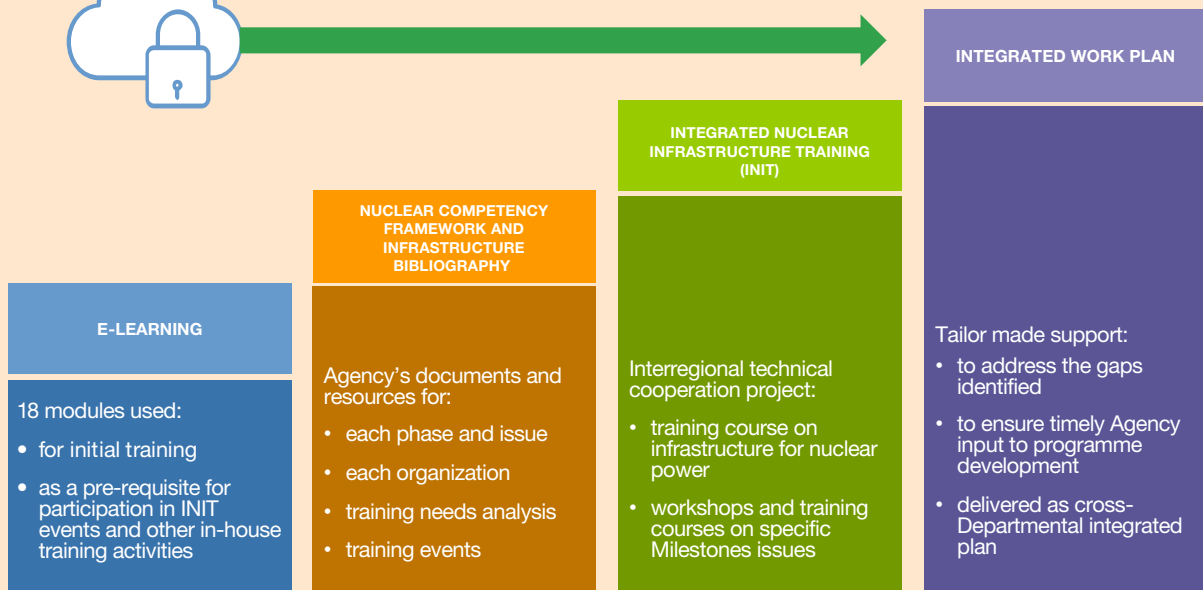 E-LEARNING
18 modules used:
• for initial training
• as a pre-requisite for
participation in INIT
events and other in-house
training activities
NUCLEAR COMPETENCY
FRAMEWORK AND
INFRASTRUCTURE
BIBLIOGRAPHY
Agency's documents and
resources for:
• each phase and issue
• each organization
• training needs analysis
• training events
INTEGRATED NUCLEAR
INFRASTRUCTURE TRAINING
(INIT)
Interregional technical
cooperation project:
• training course on
infrastructure for nuclear
power
• workshops and training
courses on specific
Milestones issues
INTEGRATED WORK PLAN
Tailor made support:
• to address the gaps
identified
• to ensure timely Agency
input to programme
development
• delivered as cross-
Departmental integrated
plan